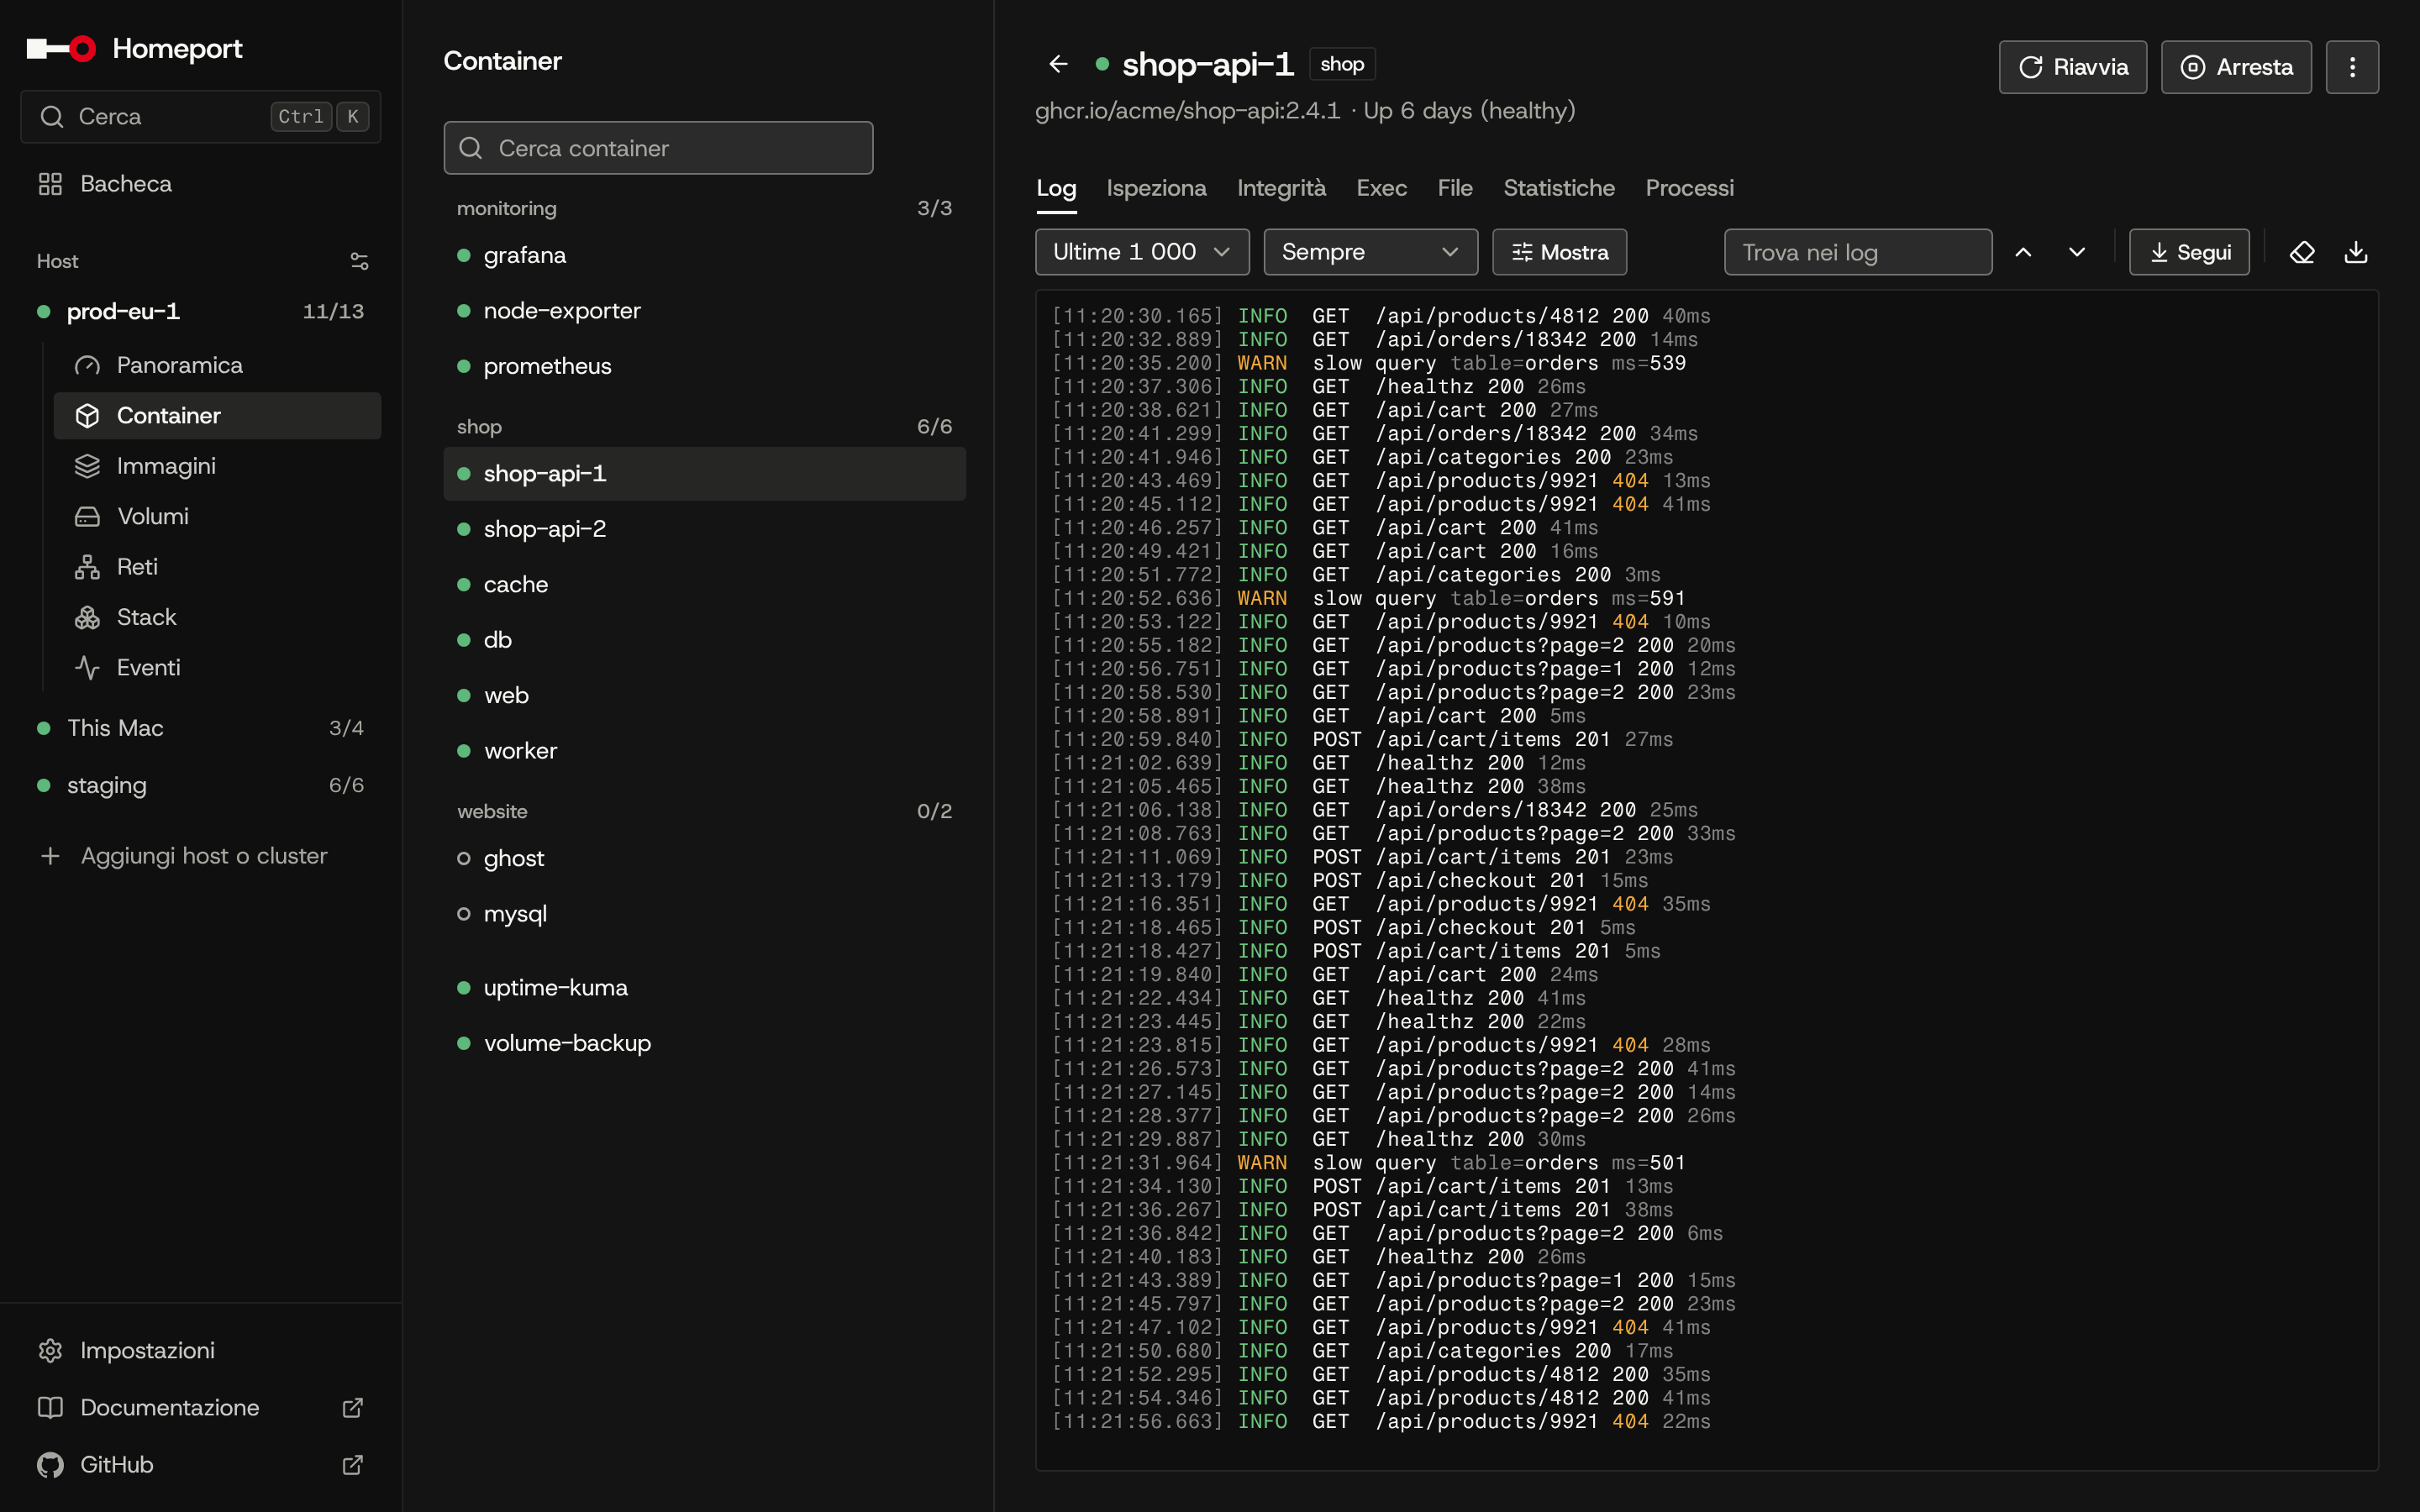 Homeport
Cerca Ctrl K
Bacheca
Host
prod-eu-1 11/13
Panoramica
Container
Immagini
Volumi
Reti
Stack
Eventi
This Mac 3/4
staging 6/6
Aggiungi host o cluster
Impostazioni
Documentazione
GitHub
Container
Cerca container
monitoring 3/3
grafana
node-exporter
prometheus
shop 6/6
shop-api-1
shop-api-2
cache
db
web
worker
website 0/2
ghost
mysql
uptime-kuma
volume-backup
shop-api-1 shop
Riavvia Arresta
ghcr.io/acme/shop-api:2.4.1 · Up 6 days (healthy)
Log Ispeziona Integrità Exec File Statistiche Processi
Ultime 1 000 Sempre Mostra Trova nei log Segui
[11:20:30.165] INFO GET /api/products/4812 200 40ms
[11:20:32.889] INFO GET /api/orders/18342 200 14ms
[11:20:35.200] WARN slow query table=orders ms=539
[11:20:37.306] INFO GET /healthz 200 26ms
[11:20:38.621] INFO GET /api/cart 200 27ms
[11:20:41.299] INFO GET /api/orders/18342 200 34ms
[11:20:41.946] INFO GET /api/categories 200 23ms
[11:20:43.469] INFO GET /api/products/9921 404 13ms
[11:20:45.112] INFO GET /api/products/9921 404 41ms
[11:20:46.257] INFO GET /api/cart 200 41ms
[11:20:49.421] INFO GET /api/cart 200 16ms
[11:20:51.772] INFO GET /api/categories 200 3ms
[11:20:52.636] WARN slow query table=orders ms=591
[11:20:53.122] INFO GET /api/products/9921 404 10ms
[11:20:55.182] INFO GET /api/products?page=2 200 20ms
[11:20:56.751] INFO GET /api/products?page=1 200 12ms
[11:20:58.530] INFO GET /api/products?page=2 200 23ms
[11:20:58.891] INFO GET /api/cart 200 5ms
[11:20:59.840] INFO POST /api/cart/items 201 27ms
[11:21:02.639] INFO GET /healthz 200 12ms
[11:21:05.465] INFO GET /healthz 200 38ms
[11:21:06.138] INFO GET /api/orders/18342 200 25ms
[11:21:08.763] INFO GET /api/products?page=2 200 33ms
[11:21:11.069] INFO POST /api/cart/items 201 23ms
[11:21:13.179] INFO POST /api/checkout 201 15ms
[11:21:16.351] INFO GET /api/products/9921 404 35ms
[11:21:18.465] INFO POST /api/checkout 201 5ms
[11:21:18.427] INFO POST /api/cart/items 201 5ms
[11:21:19.840] INFO GET /api/cart 200 24ms
[11:21:22.434] INFO GET /healthz 200 41ms
[11:21:23.445] INFO GET /healthz 200 22ms
[11:21:23.815] INFO GET /api/products/9921 404 28ms
[11:21:26.573] INFO GET /api/products?page=2 200 41ms
[11:21:27.145] INFO GET /api/products?page=2 200 14ms
[11:21:28.377] INFO GET /api/products?page=2 200 26ms
[11:21:29.887] INFO GET /healthz 200 30ms
[11:21:31.964] WARN slow query table=orders ms=501
[11:21:34.130] INFO POST /api/cart/items 201 13ms
[11:21:36.267] INFO POST /api/cart/items 201 38ms
[11:21:36.842] INFO GET /api/products?page=2 200 6ms
[11:21:40.183] INFO GET /healthz 200 26ms
[11:21:43.389] INFO GET /api/products?page=1 200 15ms
[11:21:45.797] INFO GET /api/products?page=2 200 23ms
[11:21:47.102] INFO GET /api/products/9921 404 41ms
[11:21:50.680] INFO GET /api/categories 200 17ms
[11:21:52.295] INFO GET /api/products/4812 200 35ms
[11:21:54.346] INFO GET /api/products/4812 200 41ms
[11:21:56.663] INFO GET /api/products/9921 404 22ms